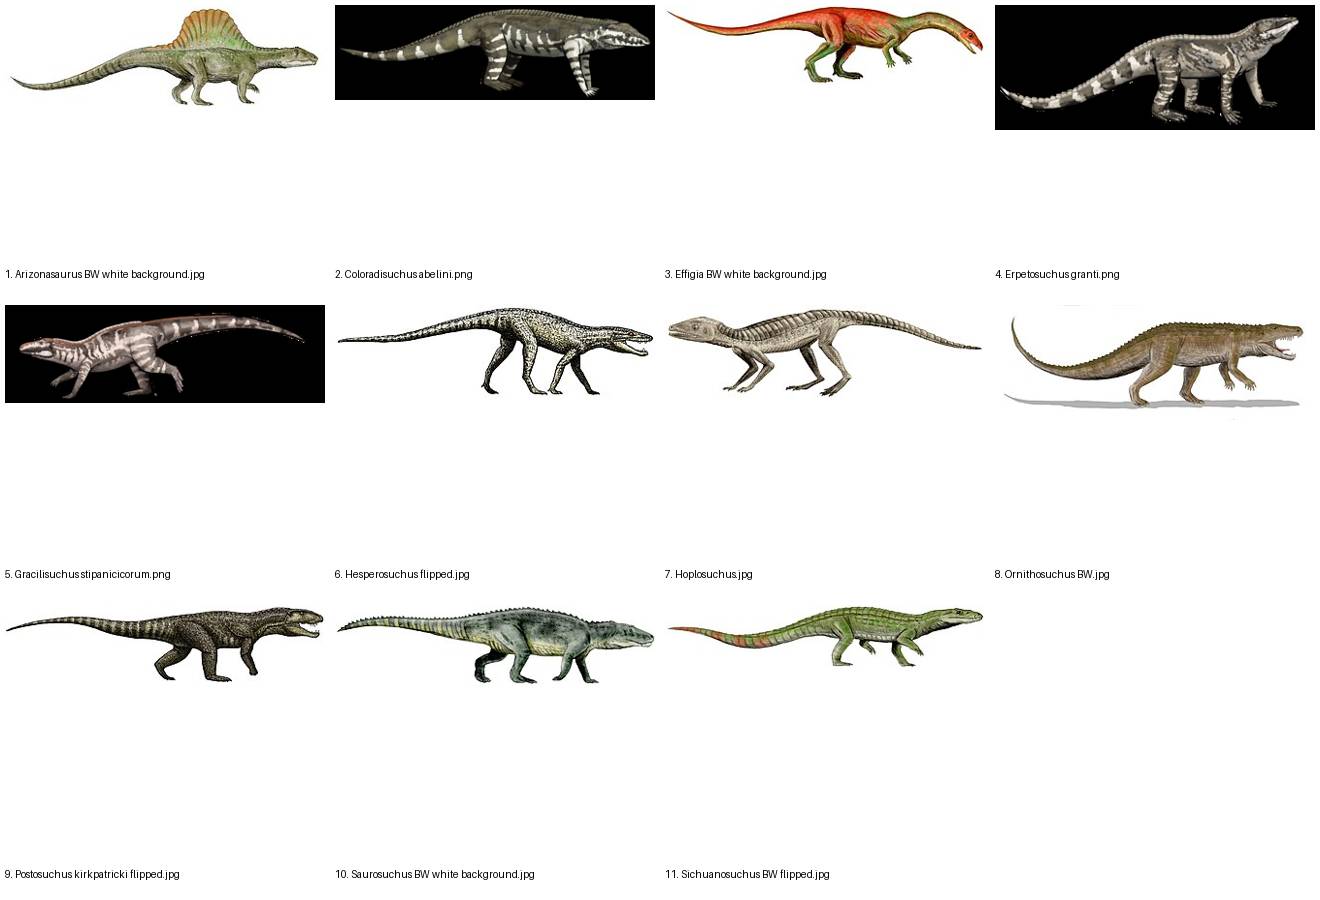 1. Arizonasaurus BW white background.jpg
2. Coloradisuchus abelini.png
3. Effigia BW white background.jpg
4. Erpetosuchus granti.png
5. Gracilisuchus stipanicicorum.png
6. Hesperosuchus flipped.jpg
7. Hoplosuchus.jpg
8. Ornithosuchus BW.jpg
9. Postosuchus kirkpatricki flipped.jpg
10. Saurosuchus BW white background.jpg
11. Sichuanosuchus BW flipped.jpg